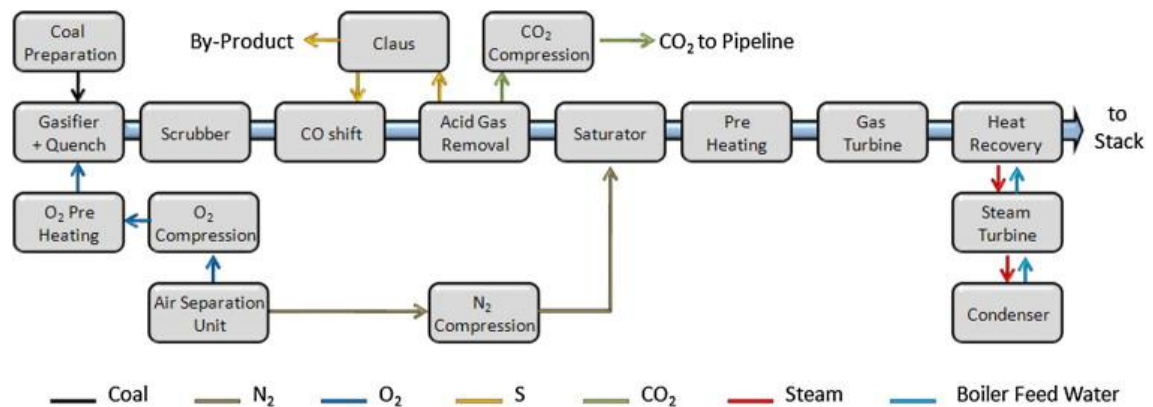 Coal
Preparation
By-Product
Claus
CO₂
Compression
CO₂ to Pipeline
Gasifier
+ Quench
Scrubber
CO shift
Acid Gas
Removal
Saturator
Pre
Heating
Gas
Turbine
Heat
Recovery
to
Stack
O₂ Pre
Heating
O₂
Compression
Steam
Turbine
Air Separation
Unit
N₂
Compression
Condenser
Coal
N₂
O₂
S
CO₂
Steam
Boiler Feed Water